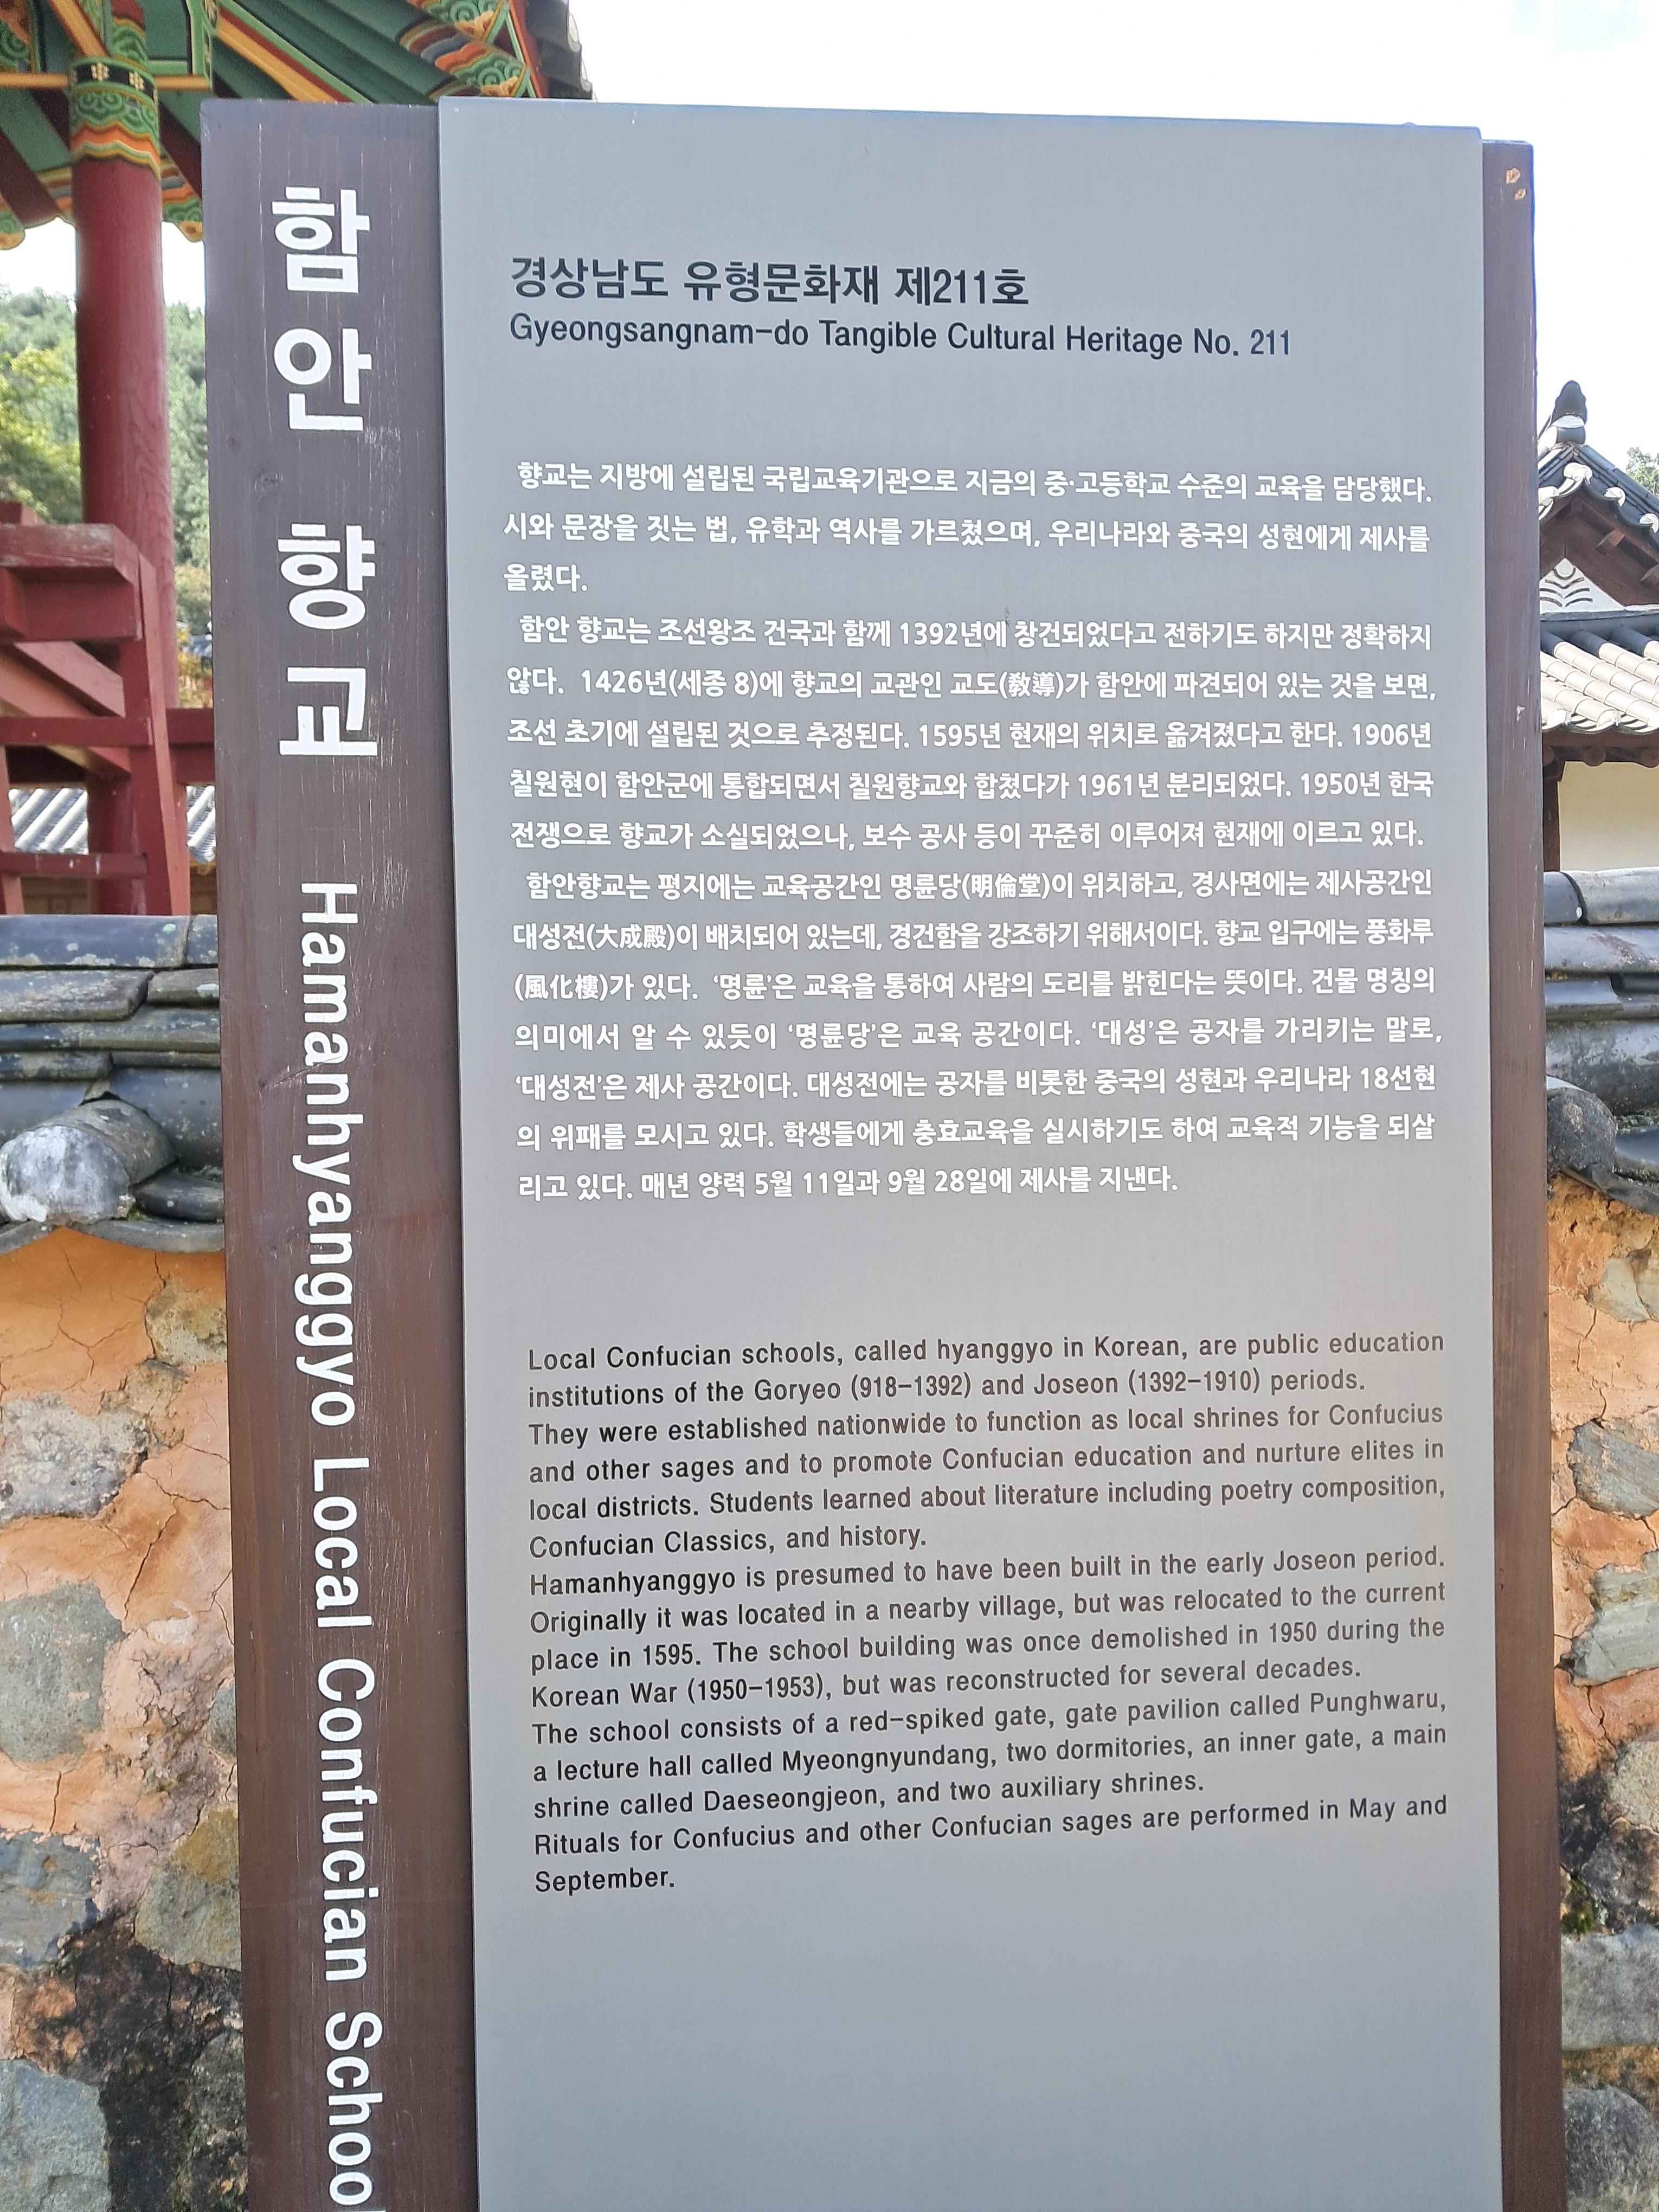 함안향교 Hamanhyanggyo Local Confucian School
경상남도 유형문화재 제211호
Gyeongsangnam-do Tangible Cultural Heritage No. 211
향교는 지방에 설립된 국립교육기관으로 지금의 중·고등학교 수준의 교육을 담당했다.
시와 문장을 짓는 법, 유학과 역사를 가르쳤으며, 우리나라와 중국의 성현에게 제사를
올렸다.
함안 향교는 조선왕조 건국과 함께 1392년에 창건되었다고 전하기도 하지만 정확하지
않다. 1426년(세종 8)에 향교의 교관인 교도(敎導)가 함안에 파견되어 있는 것을 보면,
조선 초기에 설립된 것으로 추정된다. 1595년 현재의 위치로 옮겨졌다고 한다. 1906년
칠원현이 함안군에 통합되면서 칠원향교와 합쳤다가 1961년 분리되었다. 1950년 한국
전쟁으로 향교가 소실되었으나, 보수 공사 등이 꾸준히 이루어져 현재에 이르고 있다.
함안향교는 평지에는 교육공간인 명륜당(明倫堂)이 위치하고, 경사면에는 제사공간인
대성전(大成殿)이 배치되어 있는데, 경건함을 강조하기 위해서이다. 향교 입구에는 풍화루
(風化樓)가 있다. ‘명륜’은 교육을 통하여 사람의 도리를 밝힌다는 뜻이다. 건물 명칭의
의미에서 알 수 있듯이 ‘명륜당’은 교육 공간이다. ‘대성’은 공자를 가리키는 말로,
‘대성전’은 제사 공간이다. 대성전에는 공자를 비롯한 중국의 성현과 우리나라 18선현
의 위패를 모시고 있다. 학생들에게 충효교육을 실시하기도 하여 교육적 기능을 되살
리고 있다. 매년 양력 5월 11일과 9월 28일에 제사를 지낸다.
Local Confucian schools, called hyanggyo in Korean, are public education
institutions of the Goryeo (918-1392) and Joseon (1392-1910) periods.
They were established nationwide to function as local shrines for Confucius
and other sages and to promote Confucian education and nurture elites in
local districts. Students learned about literature including poetry composition,
Confucian Classics, and history.
Hamanhyanggyo is presumed to have been built in the early Joseon period.
Originally it was located in a nearby village, but was relocated to the current
place in 1595. The school building was once demolished in 1950 during the
Korean War (1950-1953), but was reconstructed for several decades.
The school consists of a red-spiked gate, gate pavilion called Punghwaru,
a lecture hall called Myeongnyundang, two dormitories, an inner gate, a main
shrine called Daeseongjeon, and two auxiliary shrines.
Rituals for Confucius and other Confucian sages are performed in May and
September.